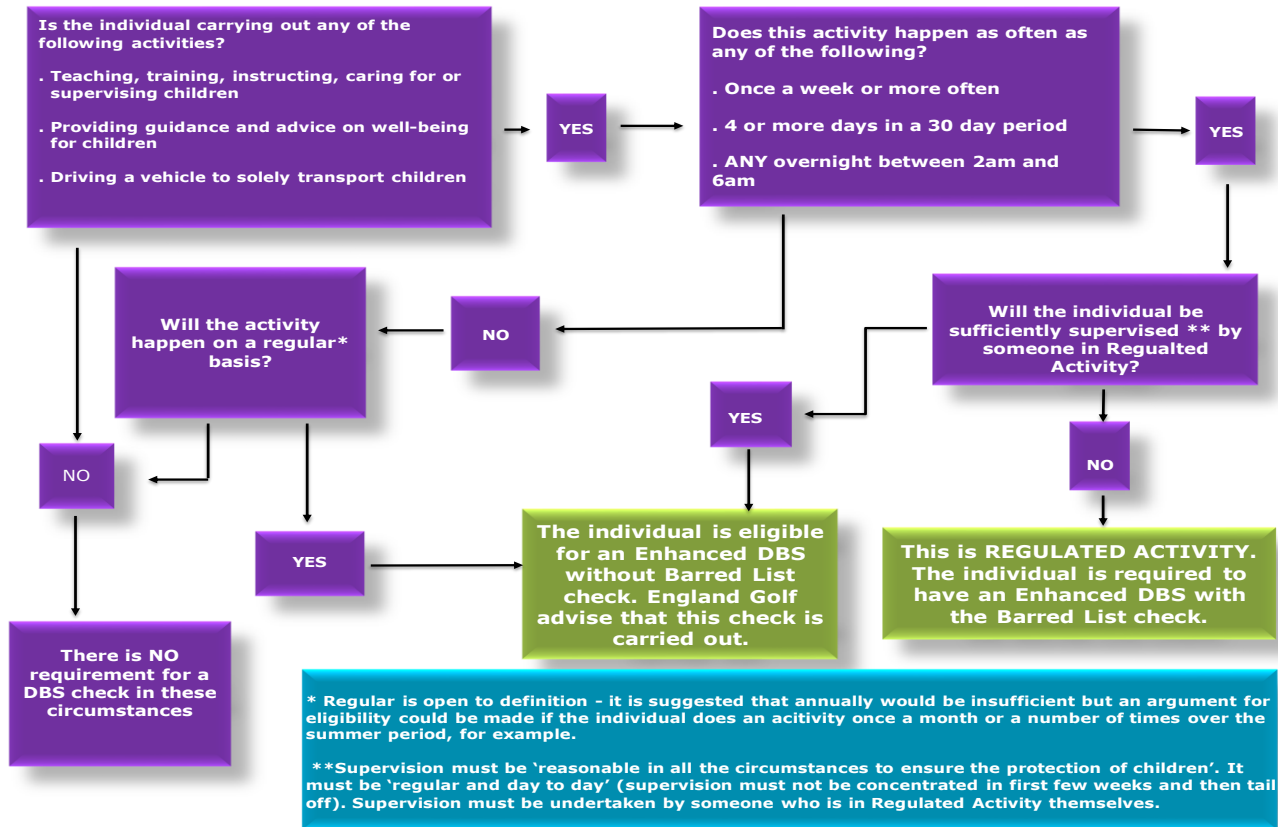 Is the individual carrying out any of the
following activities?
. Teaching, training, instructing, caring for or
supervising children
. Providing guidance and advice on well-being
for children
. Driving a vehicle to solely transport children
YES
Does this activity happen as often as
any of the following?
. Once a week or more often
. 4 or more days in a 30 day period
. ANY overnight between 2am and
6am
YES
Will the activity
happen on a regular*
basis?
NO
Will the individual be
sufficiently supervised ** by
someone in Regualted
Activity?
YES
NO
NO
YES
The individual is eligible
for an Enhanced DBS
without Barred List
check. England Golf
advise that this check is
carried out.
This is REGULATED ACTIVITY.
The individual is required to
have an Enhanced DBS with
the Barred List check.
There is NO
requirement for a
DBS check in these
circumstances
* Regular is open to definition - it is suggested that annually would be insufficient but an argument for
eligibility could be made if the individual does an acitivity once a month or a number of times over the
summer period, for example.
**Supervision must be ‘reasonable in all the circumstances to ensure the protection of children’. It
must be ‘regular and day to day’ (supervision must not be concentrated in first few weeks and then tail
off). Supervision must be undertaken by someone who is in Regulated Activity themselves.